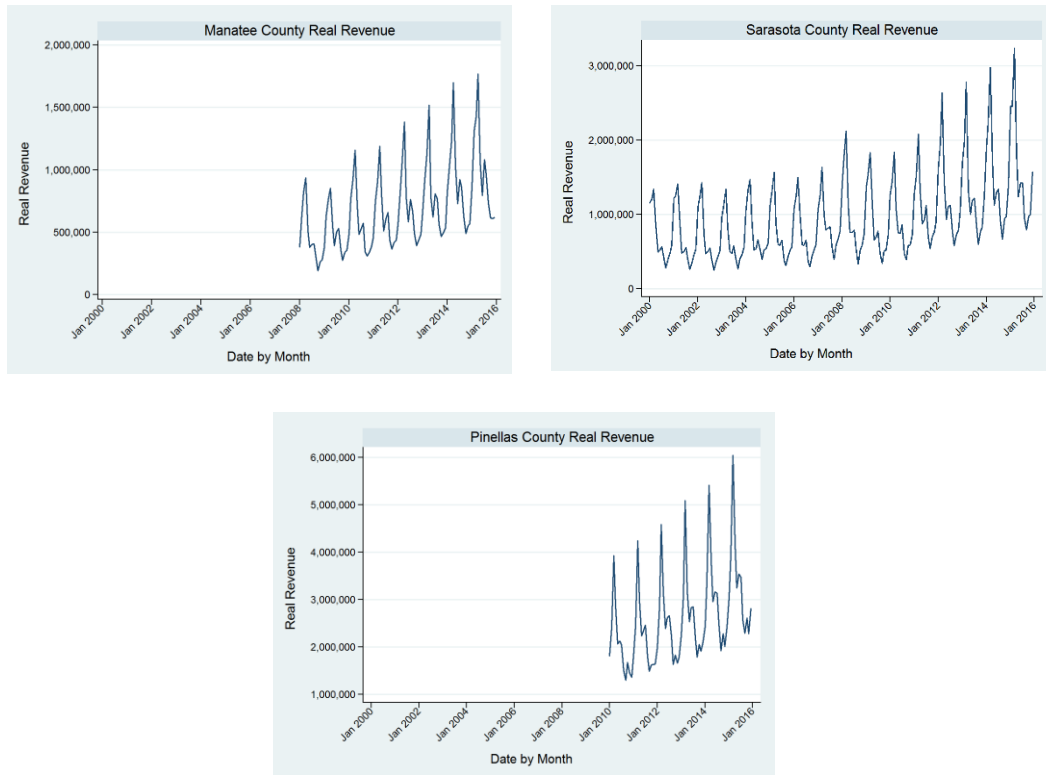 Manatee County Real Revenue
Real Revenue
2,000,000
1,500,000
1,000,000
500,000
0
Jan 2000
Jan 2002
Jan 2004
Jan 2006
Jan 2008
Jan 2010
Jan 2012
Jan 2014
Jan 2016
Date by Month
Sarasota County Real Revenue
Real Revenue
3,000,000
2,000,000
1,000,000
0
Jan 2000
Jan 2002
Jan 2004
Jan 2006
Jan 2008
Jan 2010
Jan 2012
Jan 2014
Jan 2016
Date by Month
Pinellas County Real Revenue
Real Revenue
6,000,000
5,000,000
4,000,000
3,000,000
2,000,000
1,000,000
Jan 2000
Jan 2002
Jan 2004
Jan 2006
Jan 2008
Jan 2010
Jan 2012
Jan 2014
Jan 2016
Date by Month